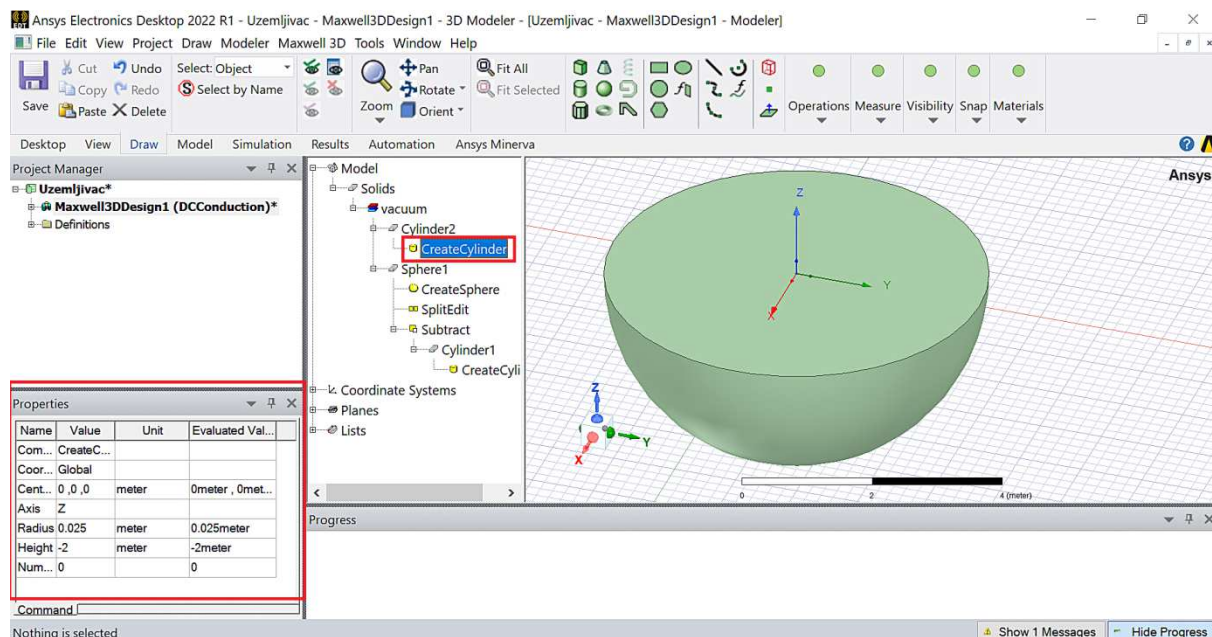 Ansys Electronics Desktop 2022 R1 - Uzemljivac - Maxwell3DDesign1 - 3D Modeler - [Uzemljivac - Maxwell3DDesign1 - Modeler]
File Edit View Project Draw Modeler Maxwell 3D Tools Window Help
Save
Cut
Copy
Paste
Undo
Redo
Delete
Select: Object
Select by Name
Zoom
Pan
Rotate
Orient
Fit All
Fit Selected
Operations Measure Visibility Snap Materials
Desktop View Draw Model Simulation Results Automation Ansys Minerva
Project Manager
Uzemljivac*
Maxwell3DDesign1 (DCConduction)*
Definitions
Properties
Name Value Unit Evaluated Val...
Com... CreateC...
Coor... Global
Cent... 0 ,0 ,0 meter 0meter , 0met...
Axis Z
Radius 0.025 meter 0.025meter
Height -2 meter -2meter
Num... 0 0
Command
Model
Solids
vacuum
Cylinder2
CreateCylinder
Sphere1
CreateSphere
SplitEdit
Subtract
Cylinder1
CreateCyli
Coordinate Systems
Planes
Lists
Ansys
Z
Y
X
Z
Y
X
0 2 4 (meter)
Progress
Nothing is selected
Show 1 Messages
Hide Progress